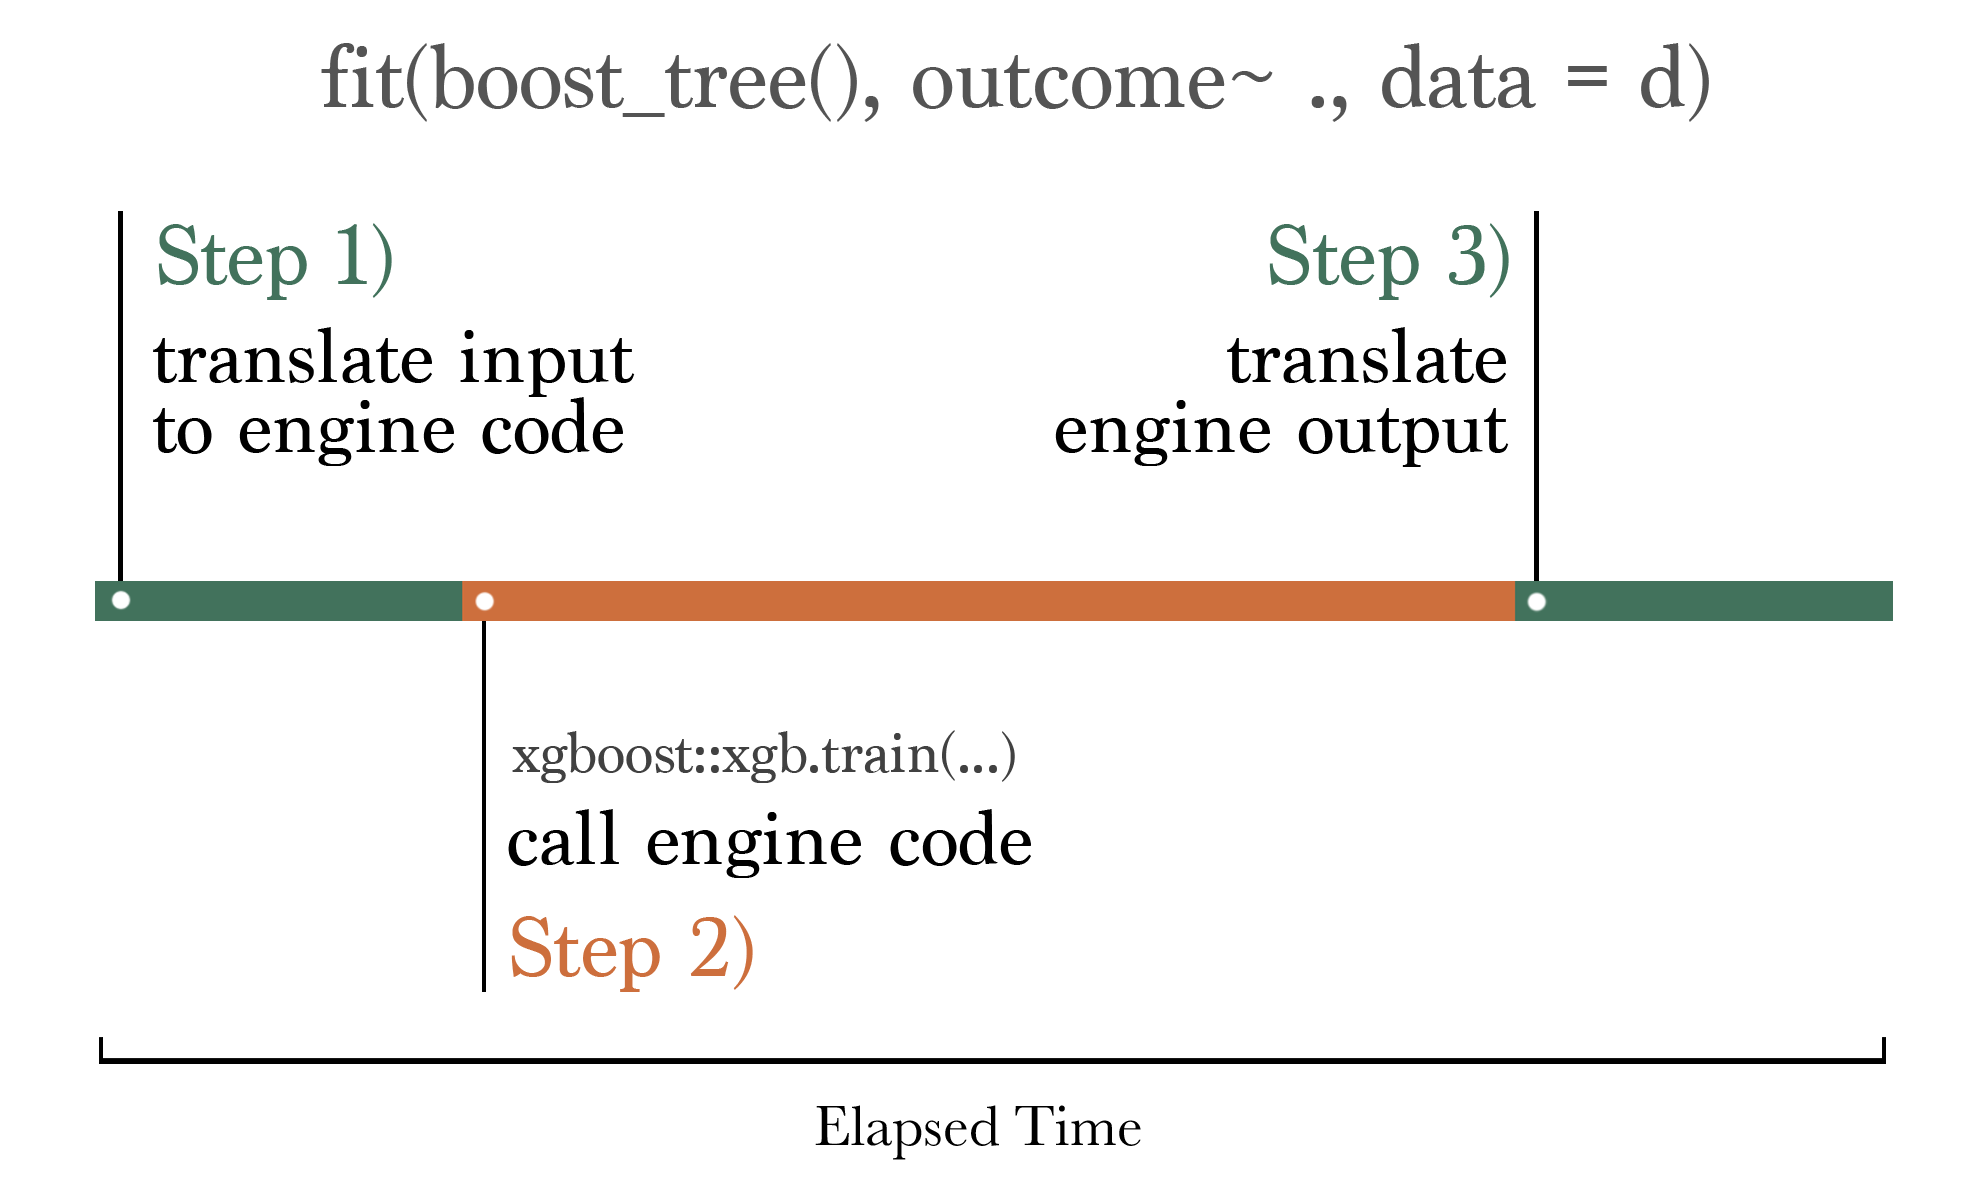 fit(boost_tree(), outcome~ ., data = d)
Step 1)
translate input
to engine code
Step 3)
translate
engine output
xgboost::xgb.train(...)
call engine code
Step 2)
Elapsed Time